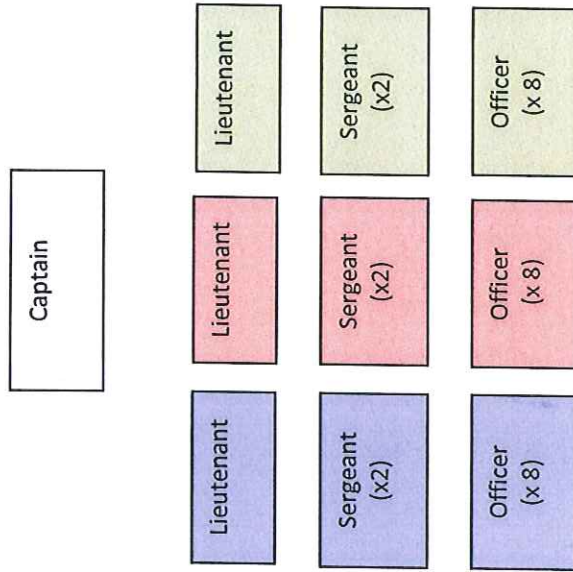 Captain
Lieutenant
Lieutenant
Lieutenant
Sergeant
(x2)
Sergeant
(x2)
Sergeant
(x2)
Officer
(x 8)
Officer
(x 8)
Officer
(x 8)